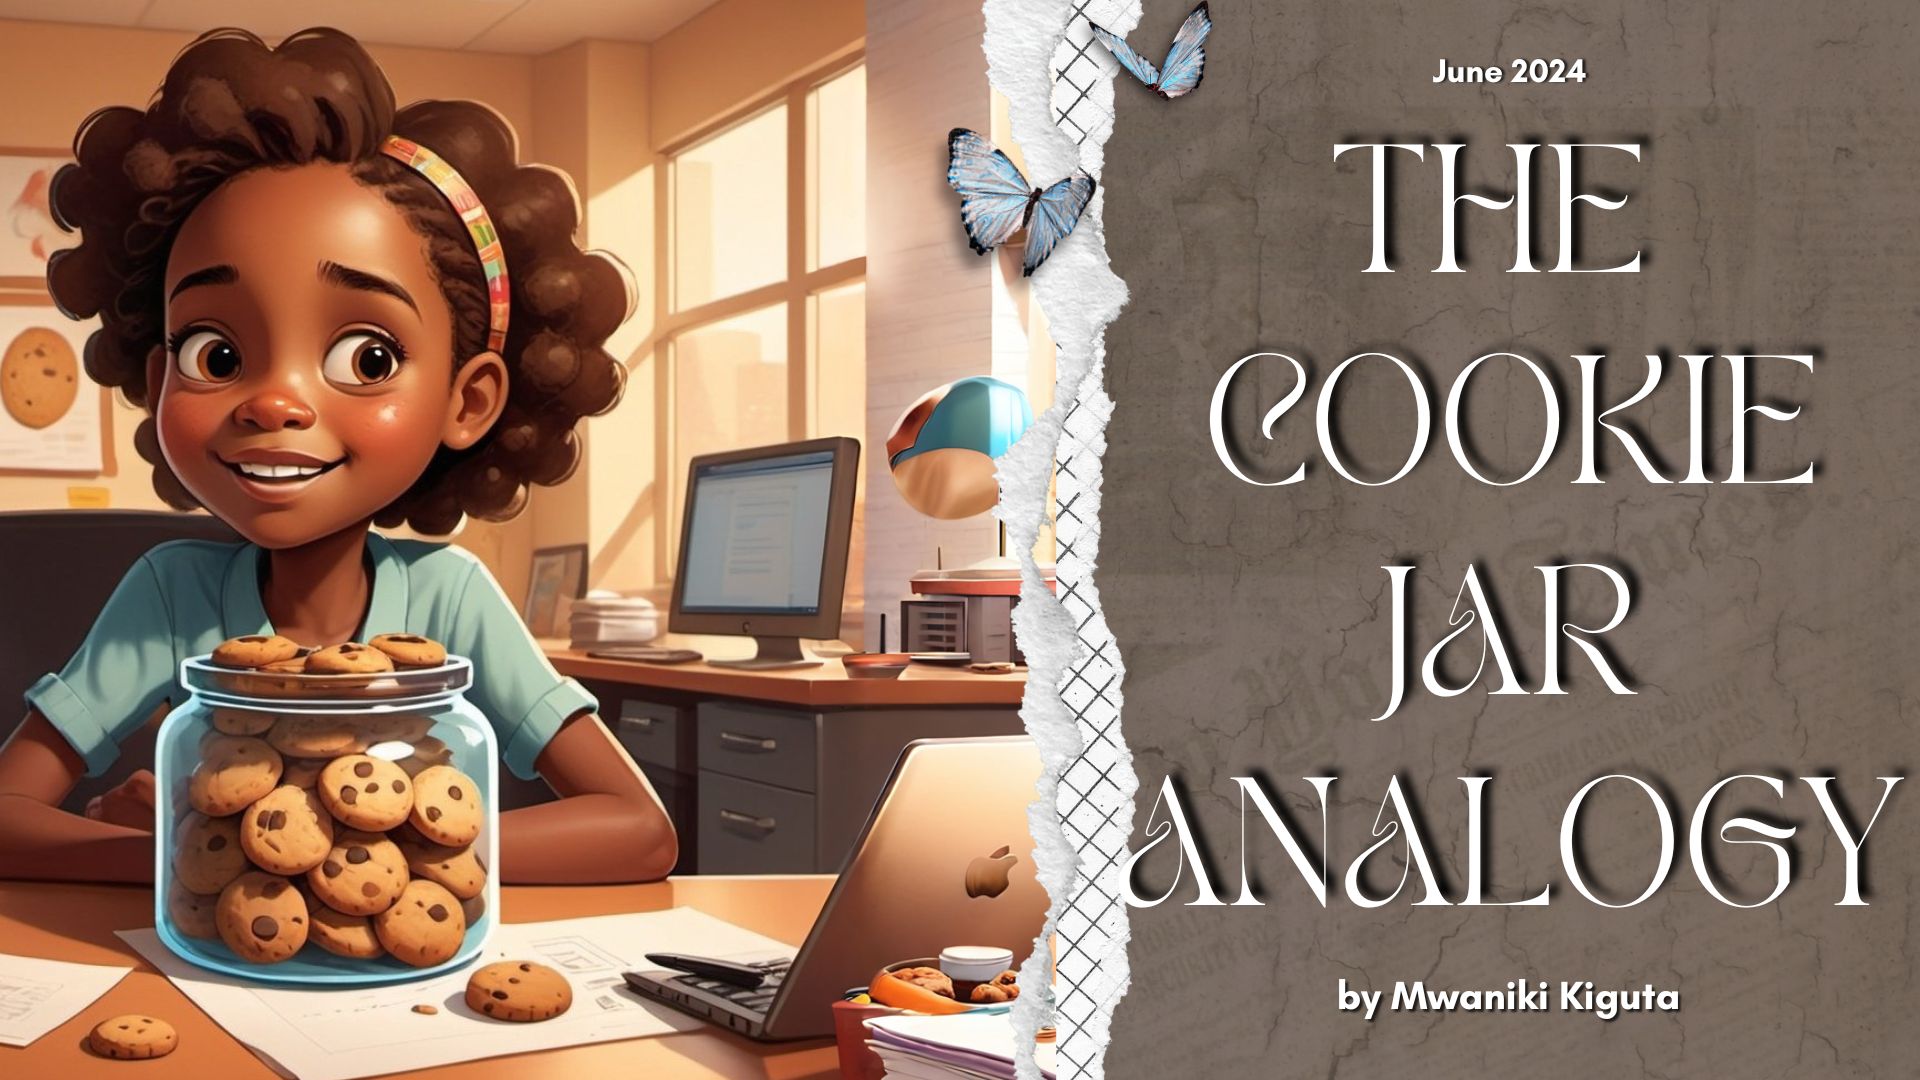 June 2024
THE
COOKIE
JAR
ANALOGY
by Mwaniki Kiguta